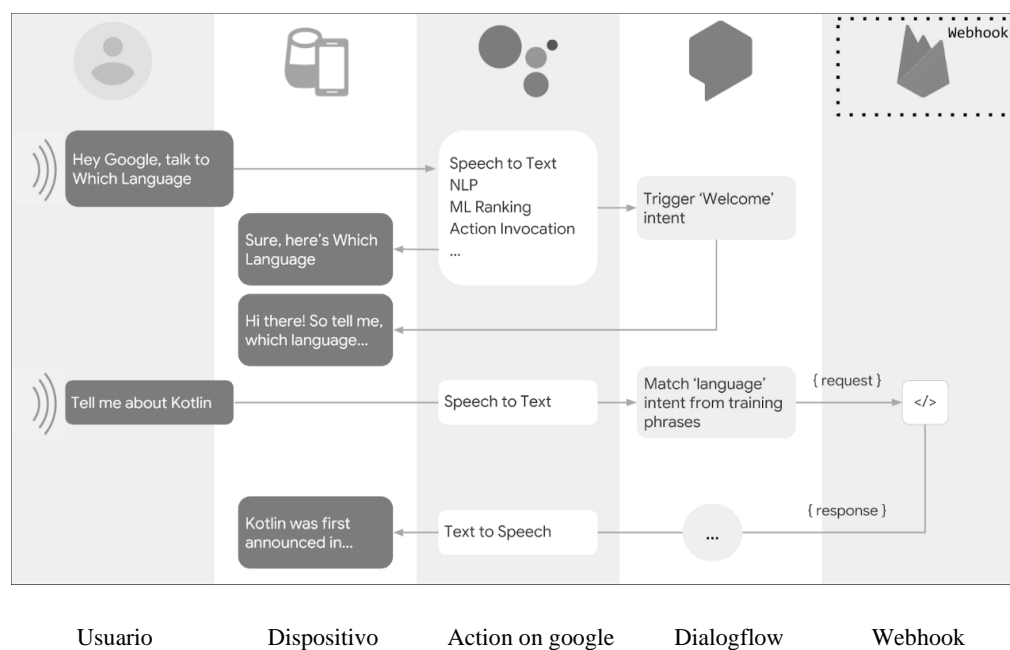 Webhook
Hey Google, talk to
Which Language
Speech to Text
NLP
ML Ranking
Action Invocation
...
Trigger ‘Welcome’
intent
Sure, here’s Which
Language
Hi there! So tell me,
which language...
Tell me about Kotlin
Speech to Text
Match ‘language’
intent from training
phrases
{ request }
</>
{ response }
Kotlin was first
announced in...
Text to Speech
...
Usuario
Dispositivo
Action on google
Dialogflow
Webhook